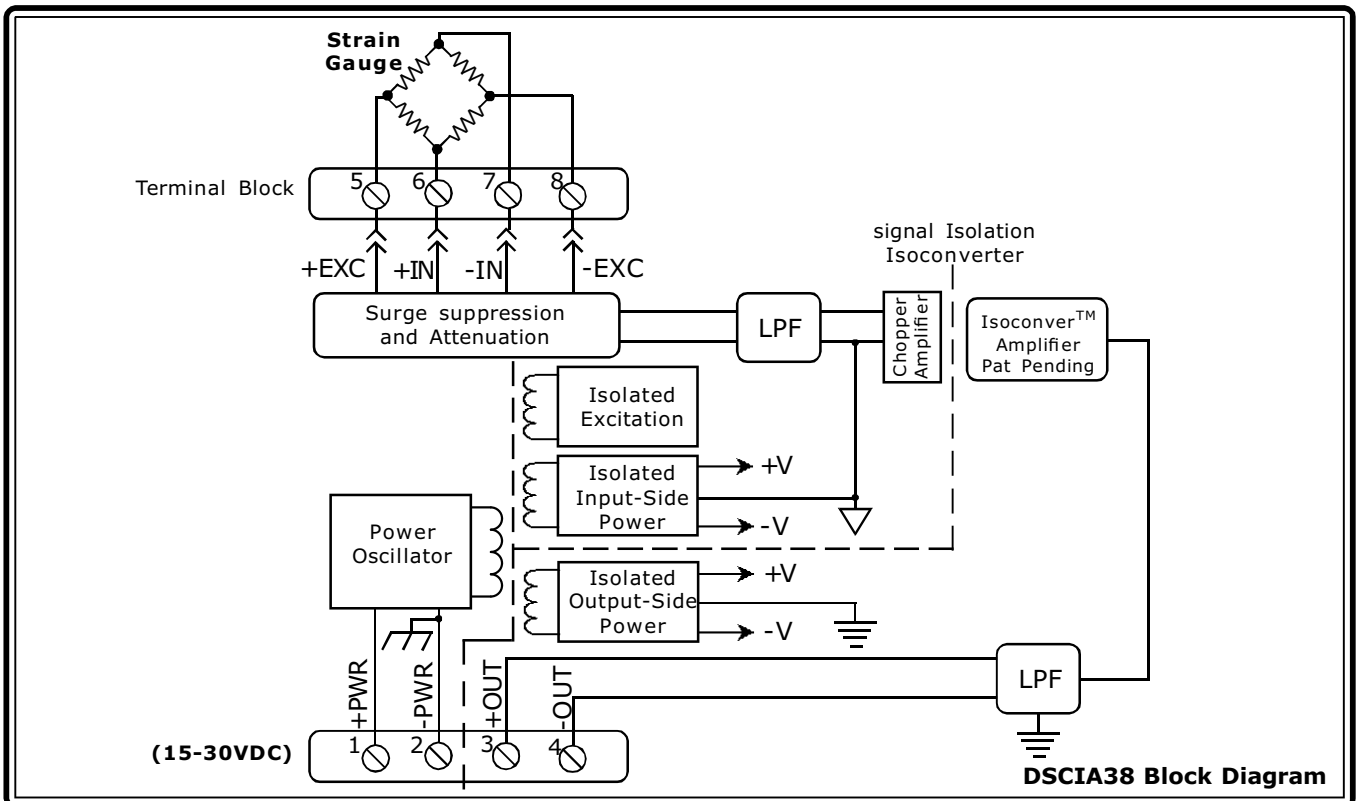 Strain
Gauge
Terminal Block
5
6
7
8
+EXC
+IN
-IN
-EXC
signal Isolation
Isoconverter
Surge suppression
and Attenuation
LPF
Chopper
Amplifier
Isoconver™
Amplifier
Pat Pending
Isolated
Excitation
Isolated
Input-Side
Power
+V
-V
Power
Oscillator
Isolated
Output-Side
Power
+V
-V
+PWR
-PWR
+OUT
-OUT
LPF
(15-30VDC)
1
2
3
4
DSCIA38 Block Diagram